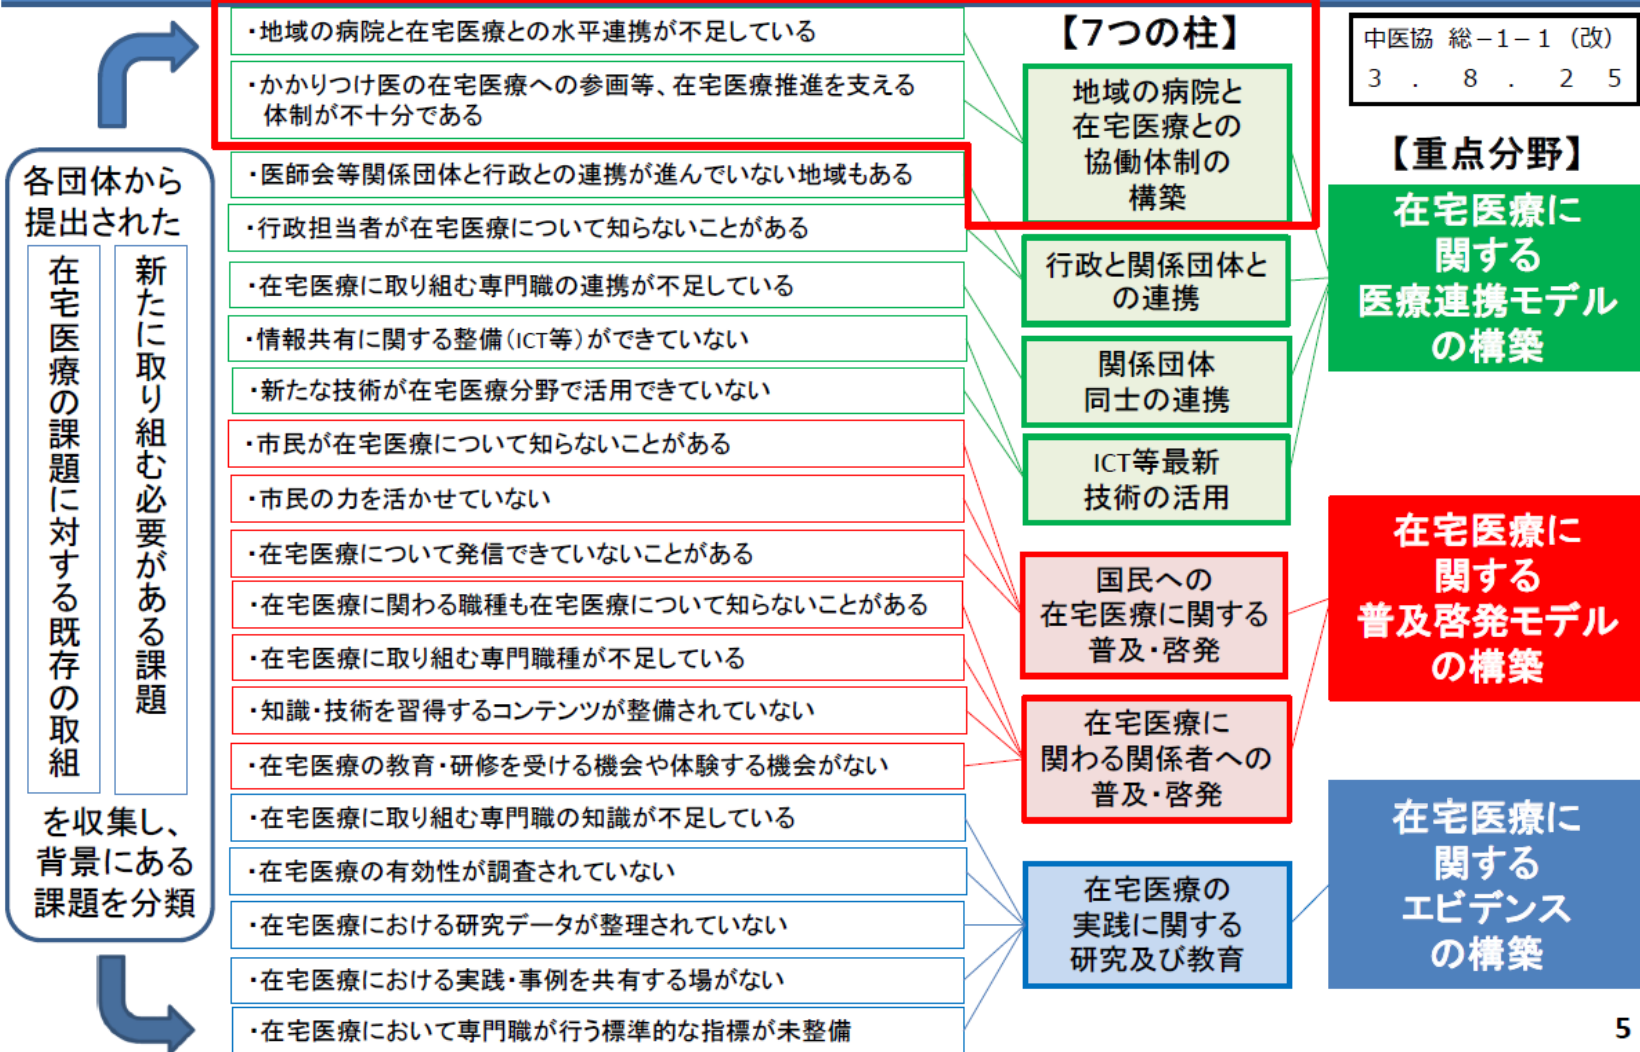 ・地域の病院と在宅医療との水平連携が不足している
・かかりつけ医の在宅医療への参画等、在宅医療推進を支える
体制が不十分である
・医師会等関係団体と行政との連携が進んでいない地域もある
・行政担当者が在宅医療について知らないことがある
・在宅医療に取り組む専門職の連携が不足している
・情報共有に関する整備(ICT等)ができていない
・新たな技術が在宅医療分野で活用できていない
・市民が在宅医療について知らないことがある
・市民の力を活かせていない
・在宅医療について発信できていないことがある
・在宅医療に関わる職種も在宅医療について知らないことがある
・在宅医療に取り組む専門職種が不足している
・知識・技術を習得するコンテンツが整備されていない
・在宅医療の教育・研修を受ける機会や体験する機会がない
・在宅医療に取り組む専門職の知識が不足している
・在宅医療の有効性が調査されていない
・在宅医療における研究データが整理されていない
・在宅医療における実践・事例を共有する場がない
・在宅医療において専門職が行う標準的な指標が未整備
各団体から
提出された
新たに取り組む必要がある課題
在宅医療の課題に対する既存の取組
を収集し、
背景にある
課題を分類
【7つの柱】
地域の病院と
在宅医療との
協働体制の
構築
行政と関係団体と
の連携
関係団体
同士の連携
ICT等最新
技術の活用
国民への
在宅医療に関する
普及・啓発
在宅医療に
関わる関係者への
普及・啓発
在宅医療の
実践に関する
研究及び教育
中医協 総－1－1 (改)
3 . 8 . 2 5
【重点分野】
在宅医療に
関する
医療連携モデル
の構築
在宅医療に
関する
普及啓発モデル
の構築
在宅医療に
関する
エビデンス
の構築
5